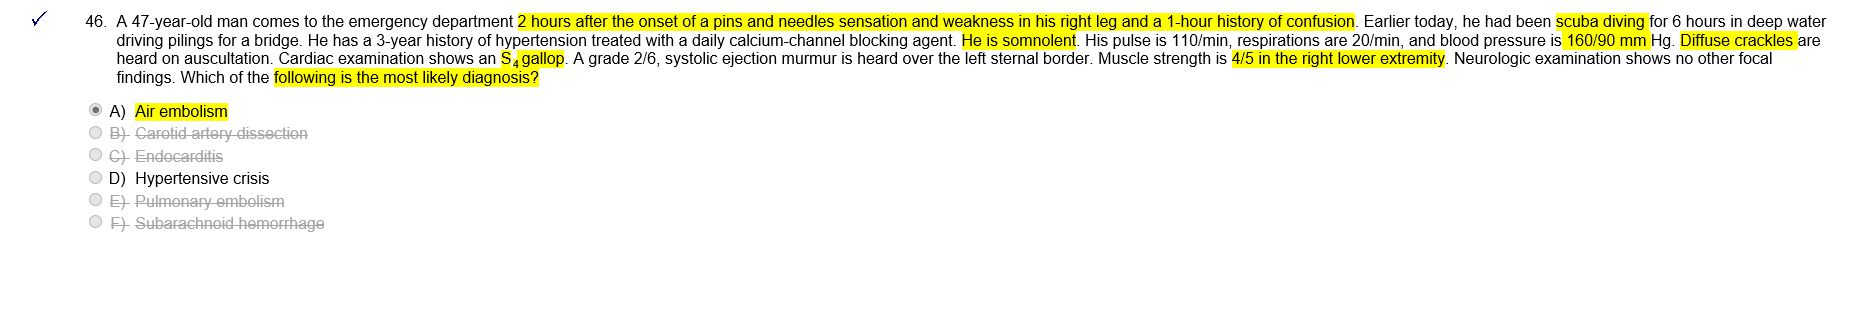 46. A 47-year-old man comes to the emergency department 2 hours after the onset of a pins and needles sensation and weakness in his right leg and a 1-hour history of confusion. Earlier today, he had been scuba diving for 6 hours in deep water
driving pilings for a bridge. He has a 3-year history of hypertension treated with a daily calcium-channel blocking agent. He is somnolent. His pulse is 110/min, respirations are 20/min, and blood pressure is 160/90 mm Hg. Diffuse crackles are
heard on auscultation. Cardiac examination shows an S4 gallop. A grade 2/6, systolic ejection murmur is heard over the left sternal border. Muscle strength is 4/5 in the right lower extremity. Neurologic examination shows no other focal
findings. Which of the following is the most likely diagnosis?
A) Air embolism
B) Carotid artery dissection
C) Endocarditis
D) Hypertensive crisis
E) Pulmonary embolism
F) Subarachnoid hemorrhage